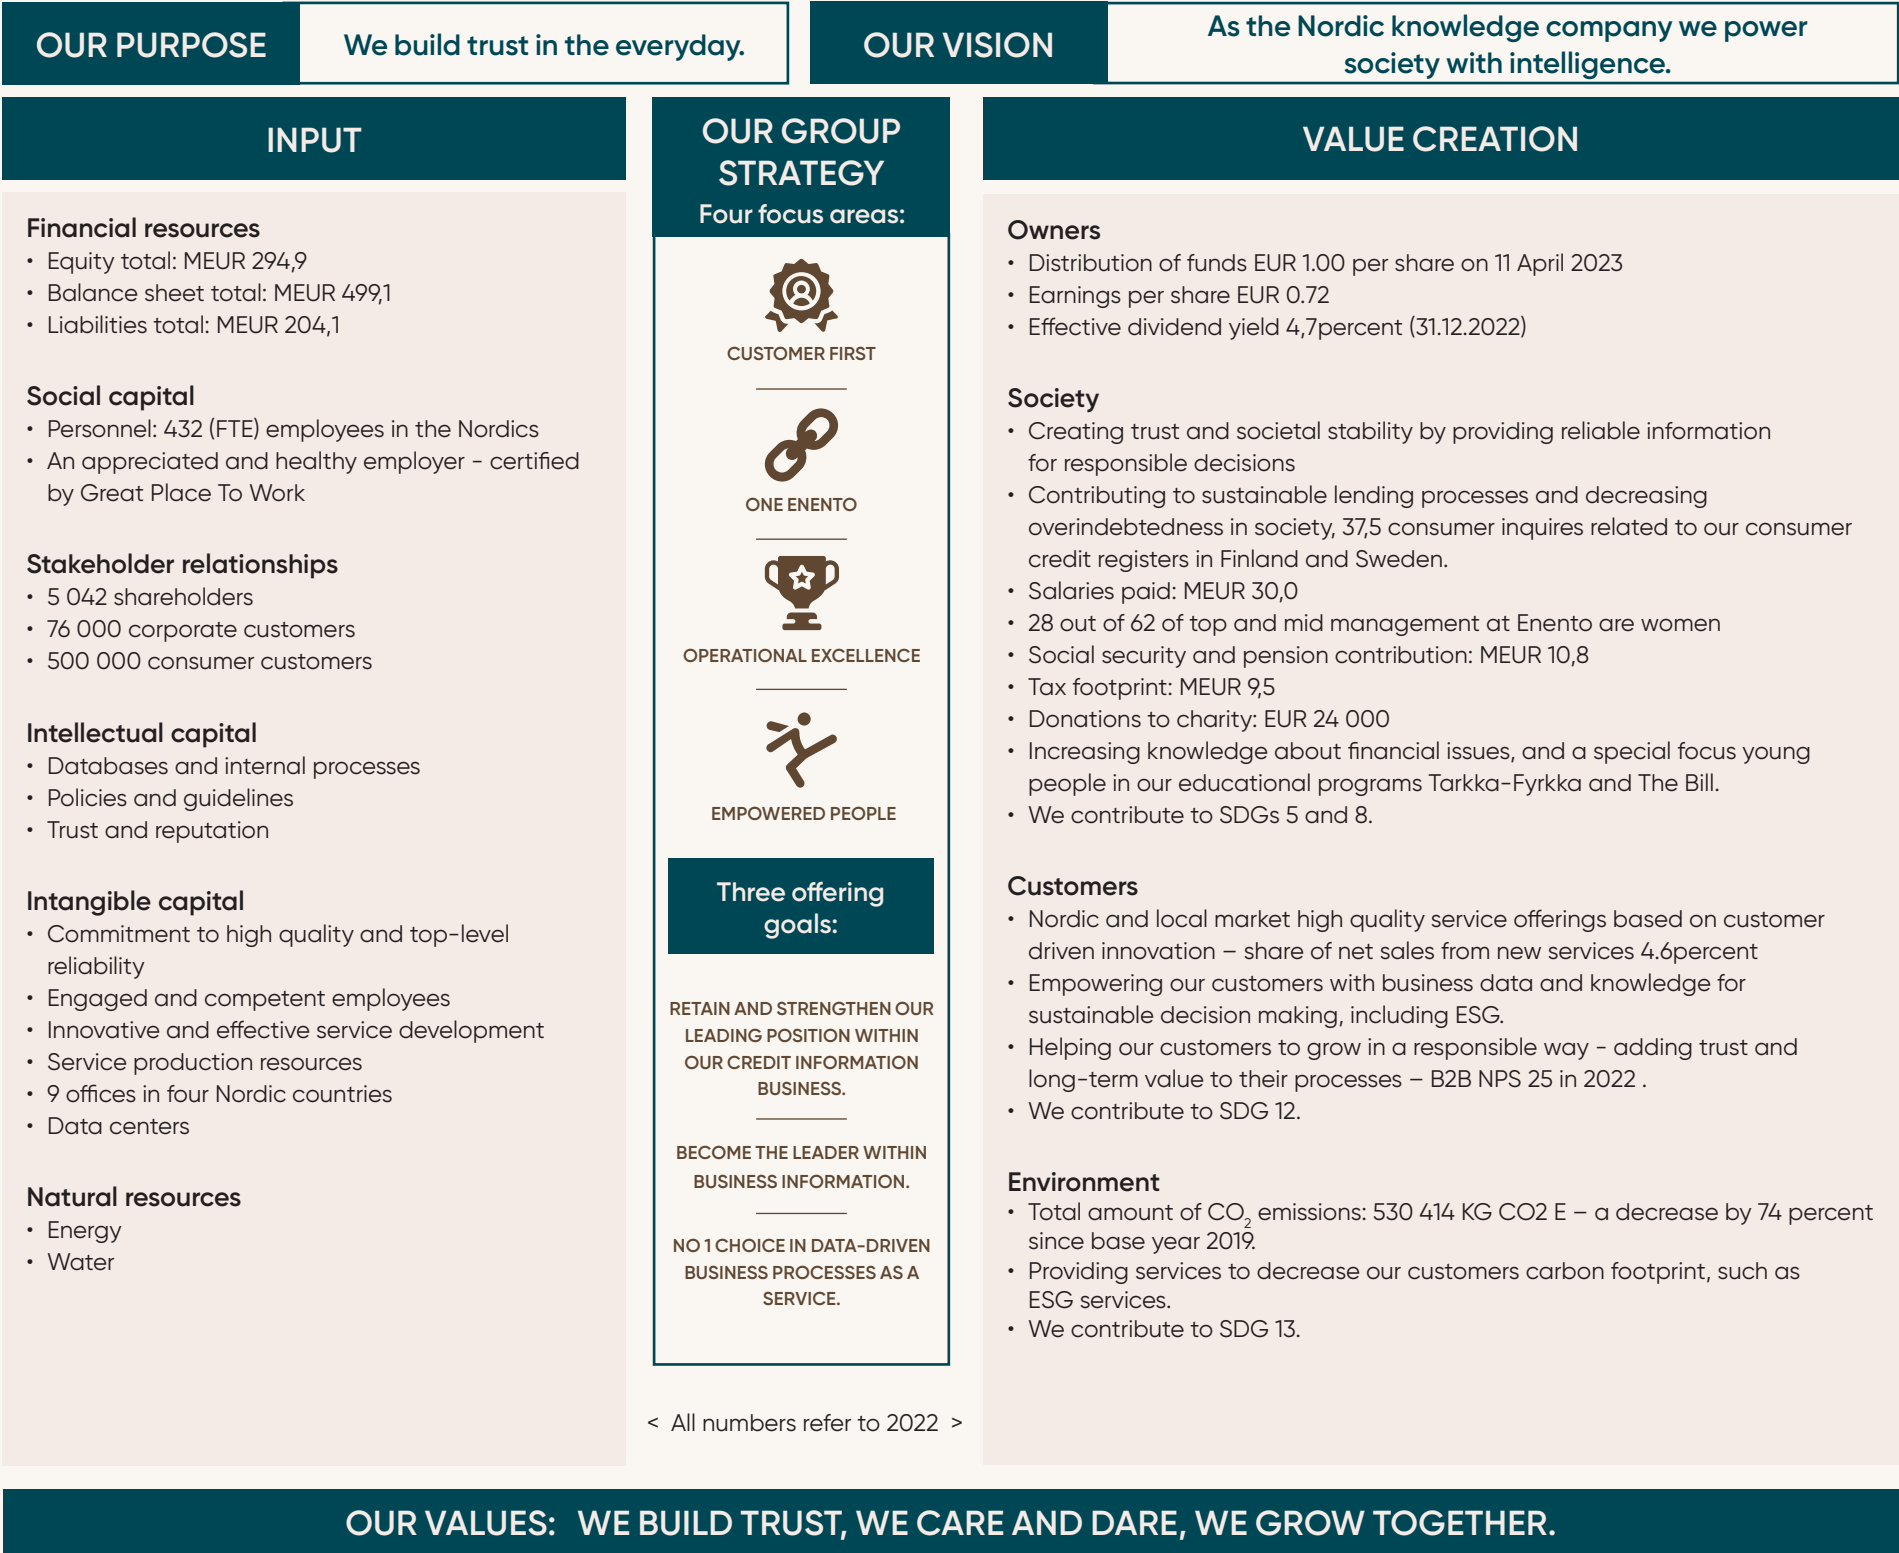 OUR PURPOSE
We build trust in the everyday.
OUR VISION
As the Nordic knowledge company we power
society with intelligence.
INPUT
Financial resources
• Equity total: MEUR 294,9
• Balance sheet total: MEUR 499,1
• Liabilities total: MEUR 204,1
Social capital
• Personnel: 432 (FTE) employees in the Nordics
• An appreciated and healthy employer - certified
by Great Place To Work
Stakeholder relationships
• 5 042 shareholders
• 76 000 corporate customers
• 500 000 consumer customers
Intellectual capital
• Databases and internal processes
• Policies and guidelines
• Trust and reputation
Intangible capital
• Commitment to high quality and top-level
reliability
• Engaged and competent employees
• Innovative and effective service development
• Service production resources
• 9 offices in four Nordic countries
• Data centers
Natural resources
• Energy
• Water
OUR GROUP
STRATEGY
Four focus areas:
CUSTOMER FIRST
ONE ENENTO
OPERATIONAL EXCELLENCE
EMPOWERED PEOPLE
Three offering
goals:
RETAIN AND STRENGTHEN OUR
LEADING POSITION WITHIN
OUR CREDIT INFORMATION
BUSINESS.
BECOME THE LEADER WITHIN
BUSINESS INFORMATION.
NO 1 CHOICE IN DATA-DRIVEN
BUSINESS PROCESSES AS A
SERVICE.
< All numbers refer to 2022 >
VALUE CREATION
Owners
• Distribution of funds EUR 1.00 per share on 11 April 2023
• Earnings per share EUR 0.72
• Effective dividend yield 4,7percent (31.12.2022)
Society
• Creating trust and societal stability by providing reliable information
for responsible decisions
• Contributing to sustainable lending processes and decreasing
overindebtedness in society, 37,5 consumer inquires related to our consumer
credit registers in Finland and Sweden.
• Salaries paid: MEUR 30,0
• 28 out of 62 of top and mid management at Enento are women
• Social security and pension contribution: MEUR 10,8
• Tax footprint: MEUR 9,5
• Donations to charity: EUR 24 000
• Increasing knowledge about financial issues, and a special focus young
people in our educational programs Tarkka-Fyrkka and The Bill.
• We contribute to SDGs 5 and 8.
Customers
• Nordic and local market high quality service offerings based on customer
driven innovation – share of net sales from new services 4.6percent
• Empowering our customers with business data and knowledge for
sustainable decision making, including ESG.
• Helping our customers to grow in a responsible way - adding trust and
long-term value to their processes – B2B NPS 25 in 2022 .
• We contribute to SDG 12.
Environment
• Total amount of CO₂ emissions: 530 414 KG CO2 E – a decrease by 74 percent
since base year 2019.
• Providing services to decrease our customers carbon footprint, such as
ESG services.
• We contribute to SDG 13.
OUR VALUES: WE BUILD TRUST, WE CARE AND DARE, WE GROW TOGETHER.